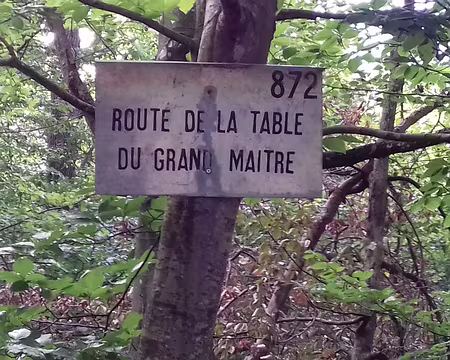 872
ROUTE DE LA TABLE
DU GRAND MAITRE